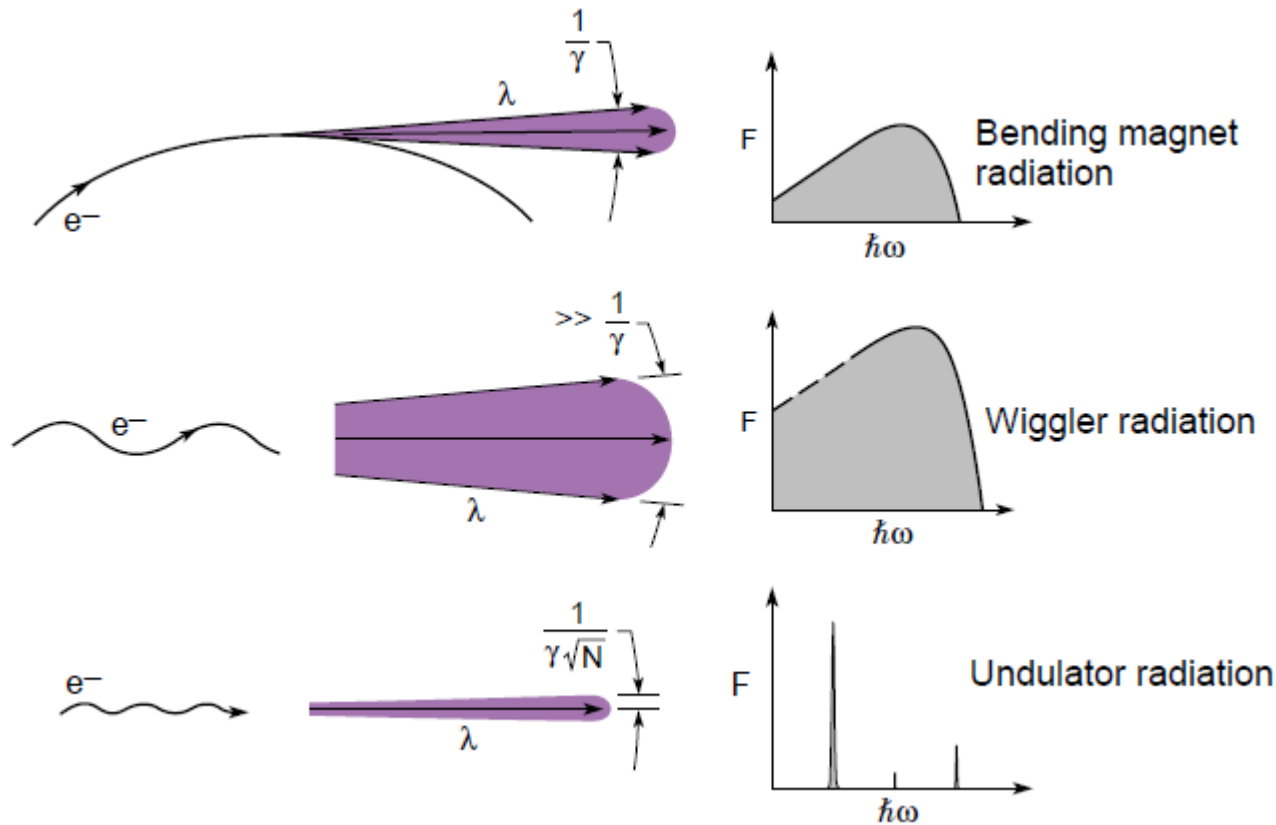 1
γ
λ
e–
F
ħω
Bending magnet
radiation
>> 1
γ
e–
λ
F
ħω
Wiggler radiation
1
γ√N
e–
λ
F
ħω
Undulator radiation